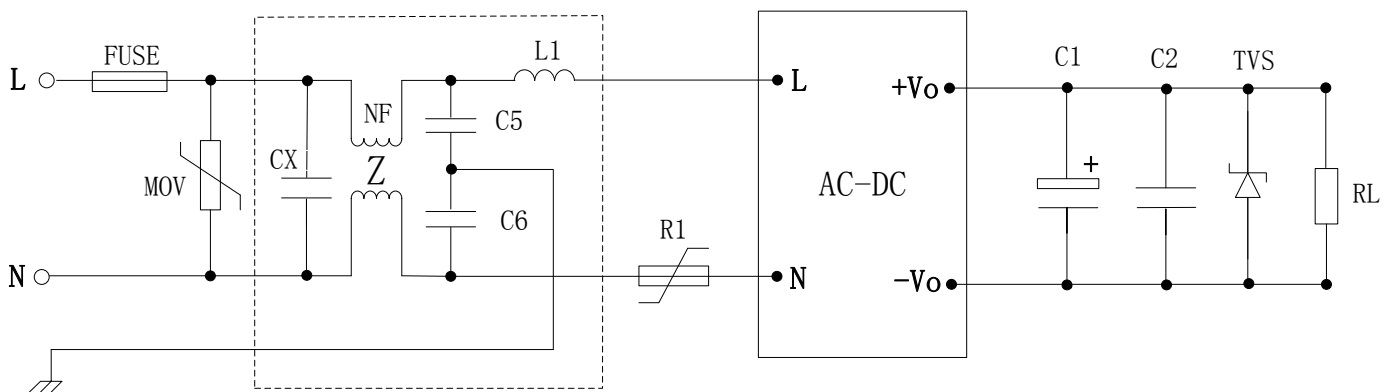 FUSE
L1
C1
C2
TVS
L
L
+Vo
NF
C5
CX
Z
MOV
AC-DC
+
C6
RL
R1
N
N
-Vo